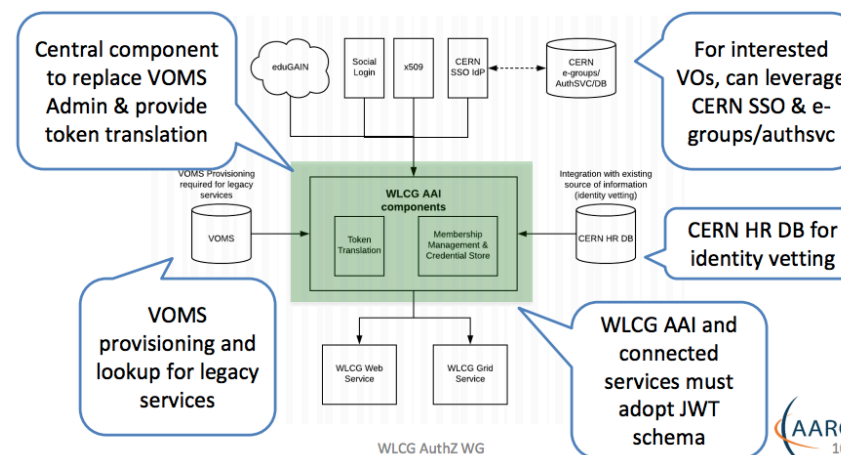 Central component
to replace VOMS
Admin & provide
token translation
eduGAIN
Social
Login
x509
CERN
SSO IdP
CERN
e-groups/
AuthSVC/DB
For interested
VOs, can leverage
CERN SSO & e-
groups/authsvc
VOMS Provisioning
required for legacy
services
VOMS
WLCG AAI
components
Token
Translation
Membership
Management &
Credential Store
Integration with existing
source of information
(identity vetting)
CERN HR DB
CERN HR DB for
identity vetting
VOMS
provisioning and
lookup for legacy
services
WLCG Web
Service
WLCG Grid
Service
WLCG AAI and
connected
services must
adopt JWT
schema
WLCG AuthZ WG
AARC
10